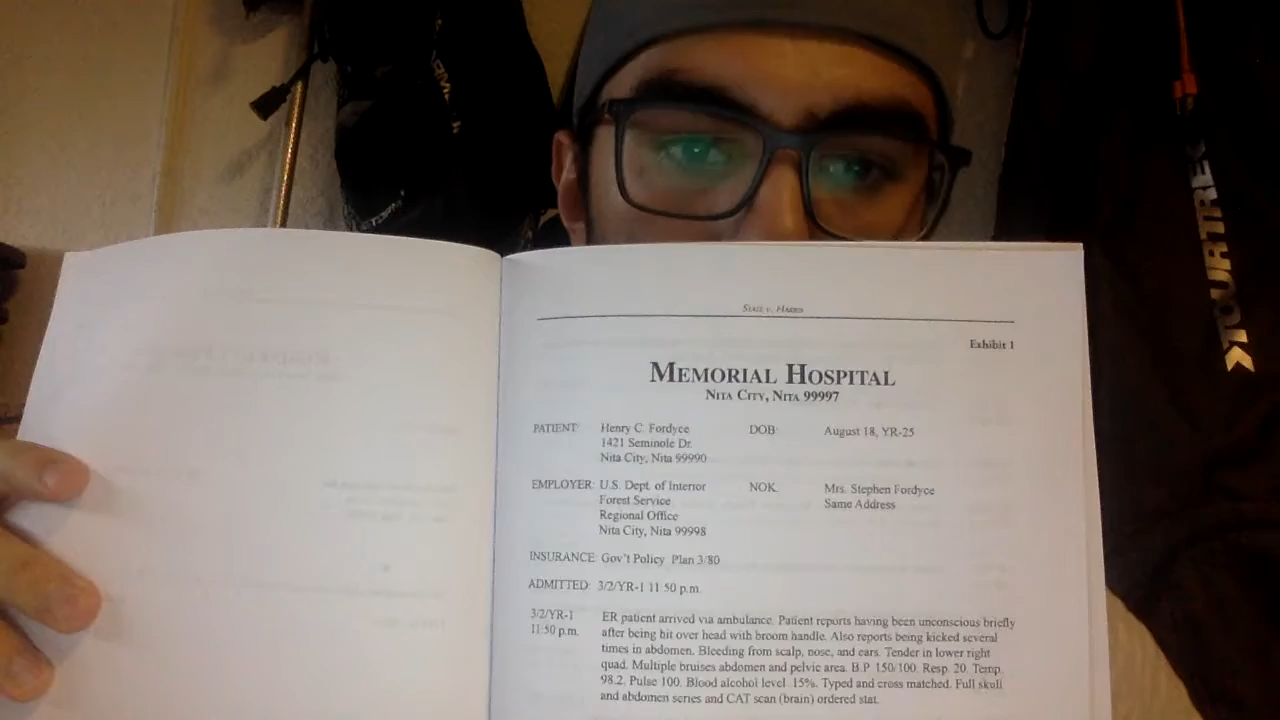 STATE v. HARRIS
Exhibit 1
MEMORIAL HOSPITAL
NITA CITY, NITA 99997
PATIENT: Henry C. Fordyce DOB: August 18, YR-25
1421 Seminole Dr.
Nita City, Nita 99990
EMPLOYER: U.S. Dept. of Interior NOK: Mrs. Stephen Fordyce
Forest Service Same Address
Regional Office
Nita City, Nita 99998
INSURANCE: Gov't Policy Plan 3/80
ADMITTED: 3/2/YR-1 11:50 p.m.
3/2/YR-1 ER patient arrived via ambulance. Patient reports having been unconscious briefly
11:50 p.m. after being hit over head with broom handle. Also reports being kicked several
times in abdomen. Bleeding from scalp, nose, and ears. Tender in lower right
quad. Multiple bruises abdomen and pelvic area. B.P. 150/100. Resp. 20. Temp.
98.2. Pulse 100. Blood alcohol level .15%. Typed and cross matched. Full skull
and abdomen series and CAT scan (brain) ordered stat.
TOURTREK